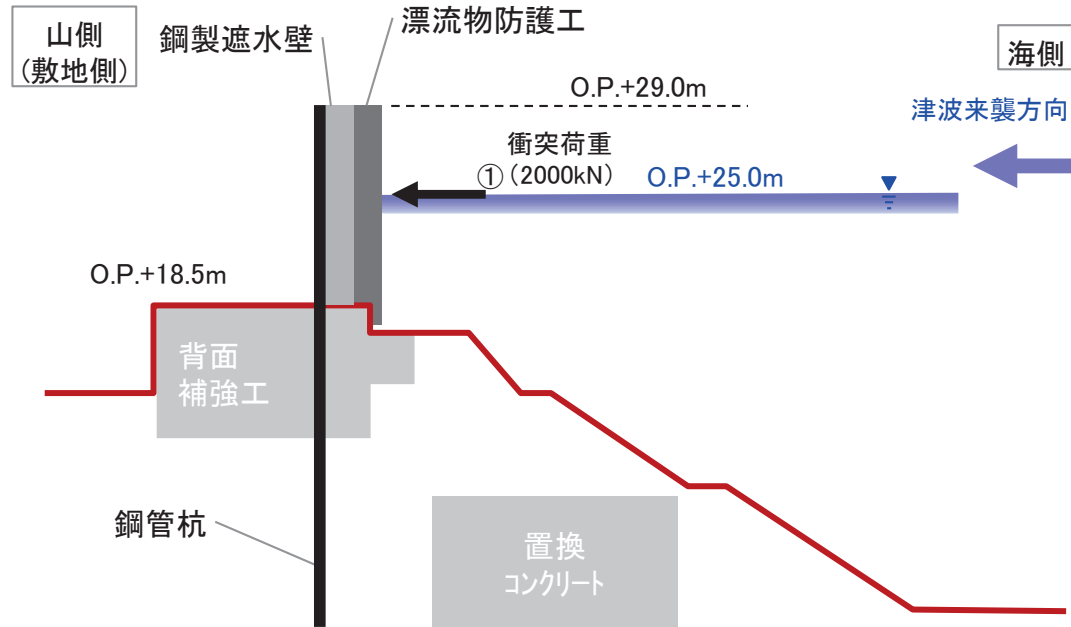 山側
(敷地側)
鋼製遮水壁
漂流物防護工
海側
O.P.+29.0m
津波来襲方向
衝突荷重
①(2000kN)
O.P.+25.0m
O.P.+18.5m
背面
補強工
鋼管杭
置換
コンクリート